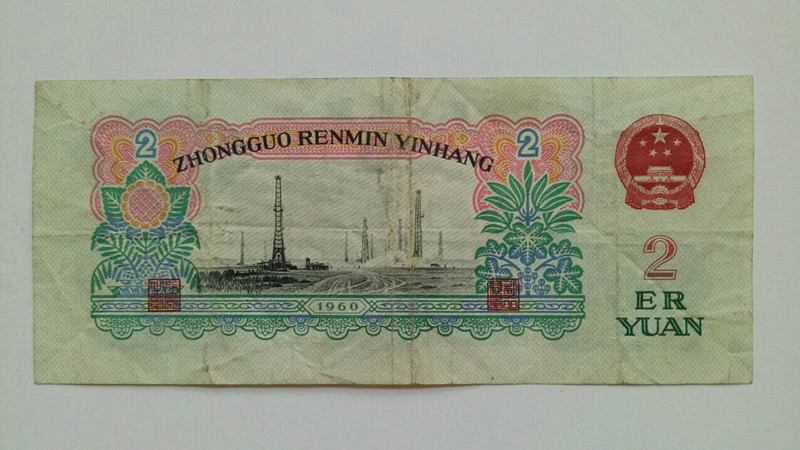 2
ZHONGGUO RENMIN YINHANG
2
1960
2
ER
YUAN